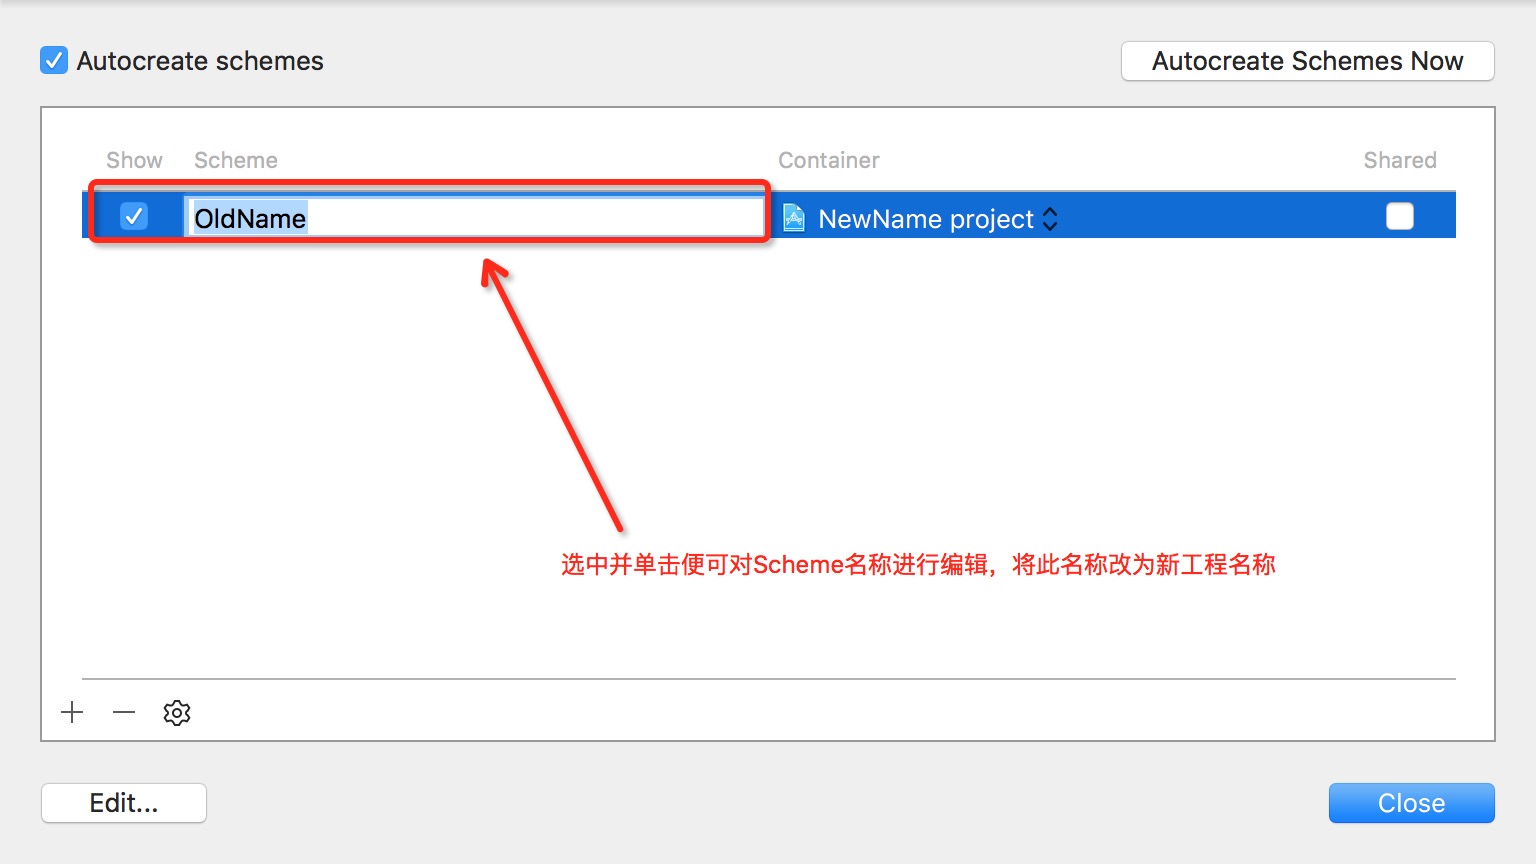 Autocreate schemes
Autocreate Schemes Now
Show Scheme Container Shared
OldName NewName project
选中并单击便可对Scheme名称进行编辑，将此名称改为新工程名称
Edit...
Close